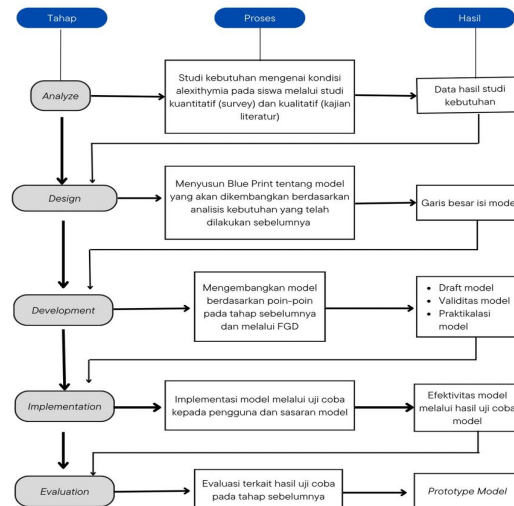 Tahap
Proses
Hasil
Analyze
Studi kebutuhan mengenai kondisi
alexithymia pada siswa melalui studi
kuantitatif (survey) dan kualitatif (kajian
literatur)
Data hasil studi
kebutuhan
Design
Menyusun Blue Print tentang model
yang akan dikembangkan berdasarkan
analisis kebutuhan yang telah
dilakukan sebelumnya
Garis besar isi model
Development
Mengembangkan model
berdasarkan poin-poin
pada tahap sebelumnya
dan melalui FGD
• Draft model
• Validitas model
• Praktikalasi
model
Implementation
Implementasi model melalui uji coba
kepada pengguna dan sasaran model
Efektivitas model
melalui hasil uji coba
model
Evaluation
Evaluasi terkait hasil uji coba
pada tahap sebelumnya
Prototype Model